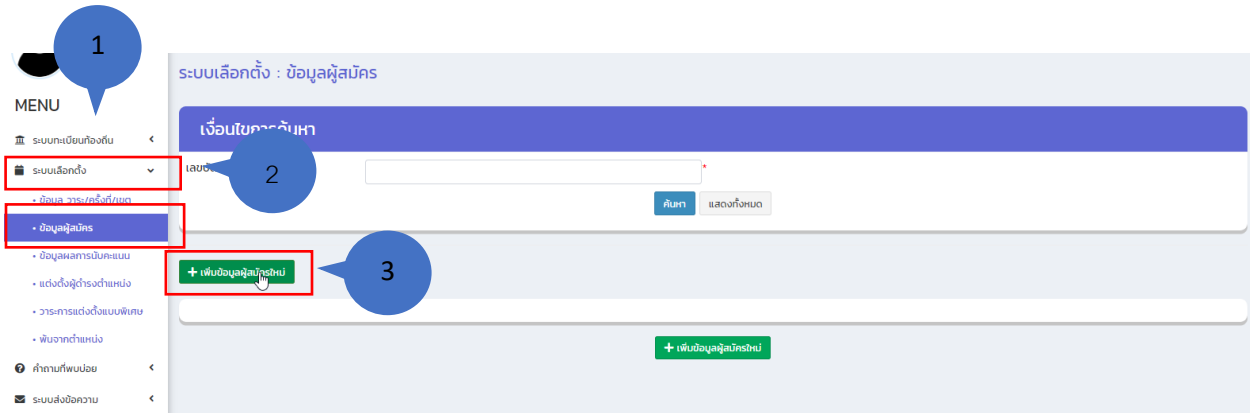 1
ระบบเลือกตั้ง : ข้อมูลผู้สมัคร
MENU
เงื่อนไขการค้นหา
ระบบทะเบียนท้องถิ่น
ระบบเลือกตั้ง
2
*
ข้อมูล วาระ/ครั้งที่/เขต
ค้นหา
แสดงทั้งหมด
ข้อมูลผู้สมัคร
ข้อมูลผลการนับคะแนน
+ เพิ่มข้อมูลผู้สมัครใหม่
3
แต่งตั้งผู้ดำรงตำแหน่ง
วาระการแต่งตั้งแบบพิเศษ
พ้นจากตำแหน่ง
+ เพิ่มข้อมูลผู้สมัครใหม่
คำถามที่พบบ่อย
ระบบส่งข้อความ